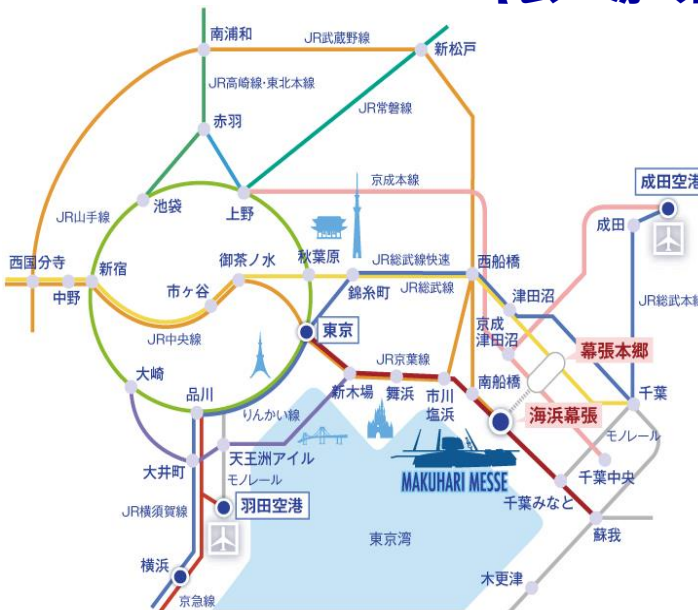 南浦和
JR武蔵野線
新松戸
JR高崎線・東北本線
JR常磐線
赤羽
京成本線
成田空港
池袋
上野
JR山手線
成田
西国分寺
新宿
御茶ノ水
秋葉原
JR総武線快速
西船橋
中野
市ヶ谷
錦糸町
JR総武線
津田沼
JR総武本線
東京
京成
津田沼
JR中央線
幕張本郷
大崎
JR京葉線
品川
新木場
舞浜
市川
塩浜
南船橋
千葉
りんかい線
海浜幕張
モノレール
天王洲アイル
大井町
モノレール
MAKUHARI MESSE
千葉中央
千葉みなと
JR横須賀線
羽田空港
蘇我
東京湾
横浜
木更津
京急線